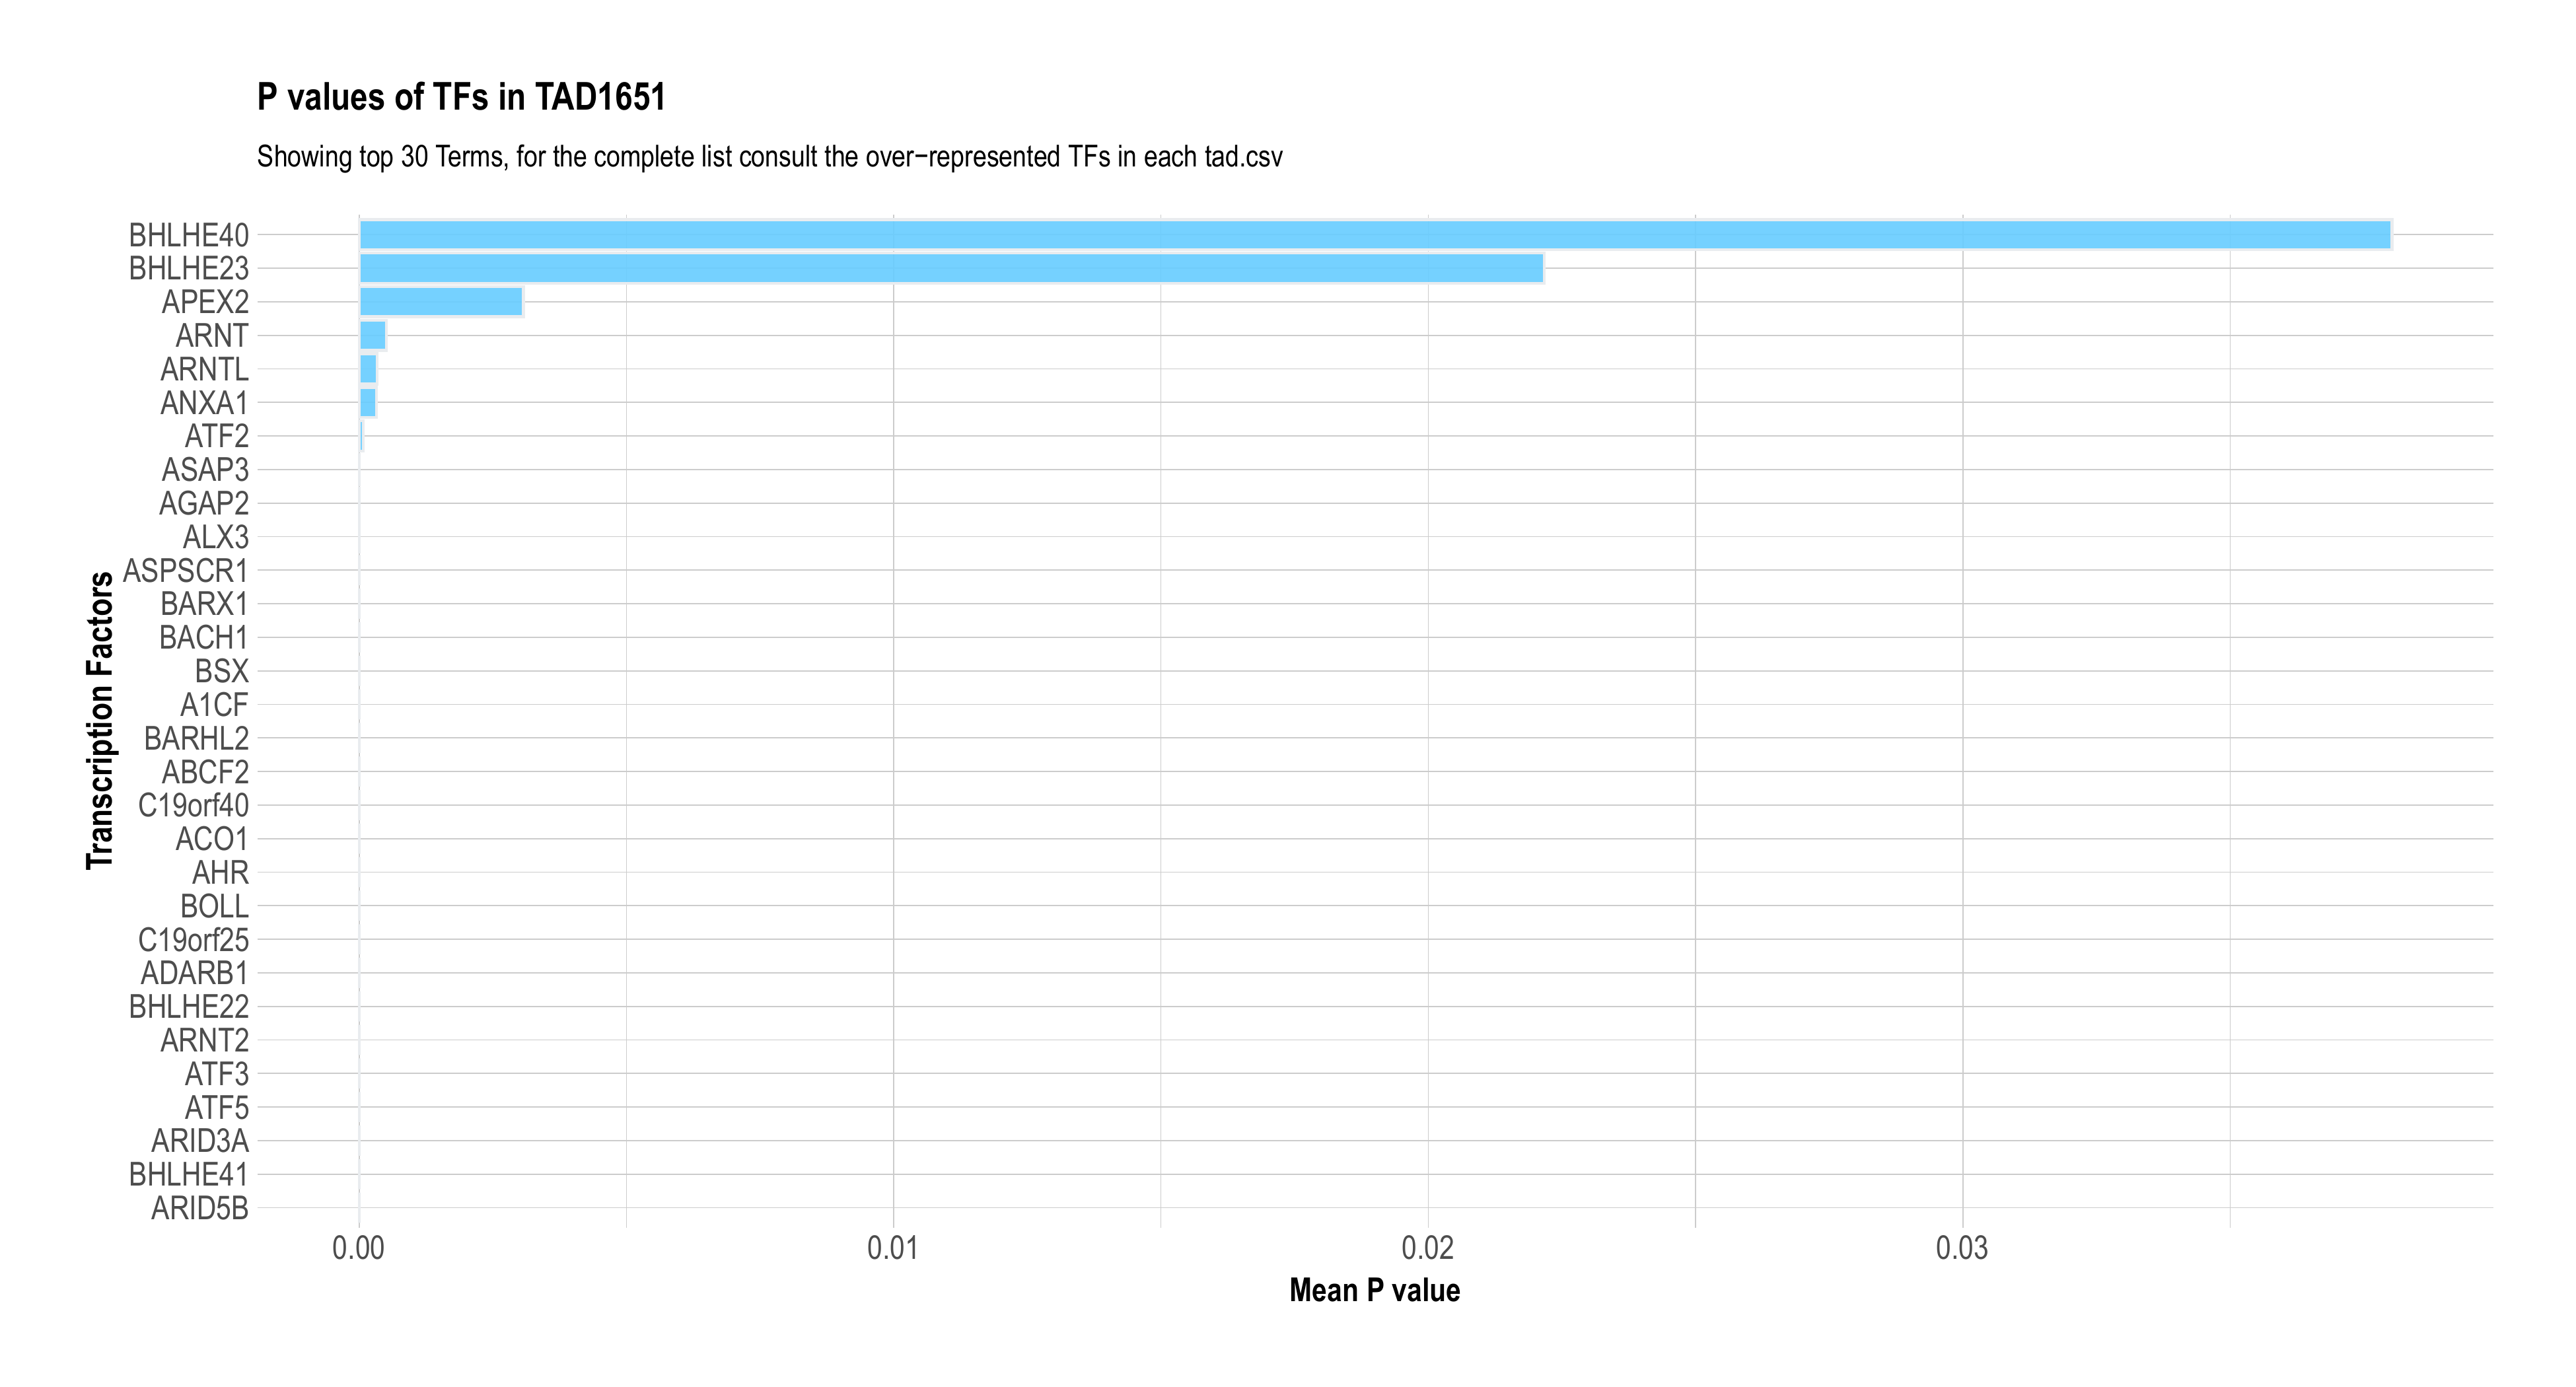 P values of TFs in TAD1651
Showing top 30 Terms, for the complete list consult the over−represented TFs in each tad.csv
Transcription Factors
BHLHE40
BHLHE23
APEX2
ARNT
ARNTL
ANXA1
ATF2
ASAP3
AGAP2
ALX3
ASPSCR1
BARX1
BACH1
BSX
A1CF
BARHL2
ABCF2
C19orf40
ACO1
AHR
BOLL
C19orf25
ADARB1
BHLHE22
ARNT2
ATF3
ATF5
ARID3A
BHLHE41
ARID5B
0.00 0.01 0.02 0.03
Mean P value